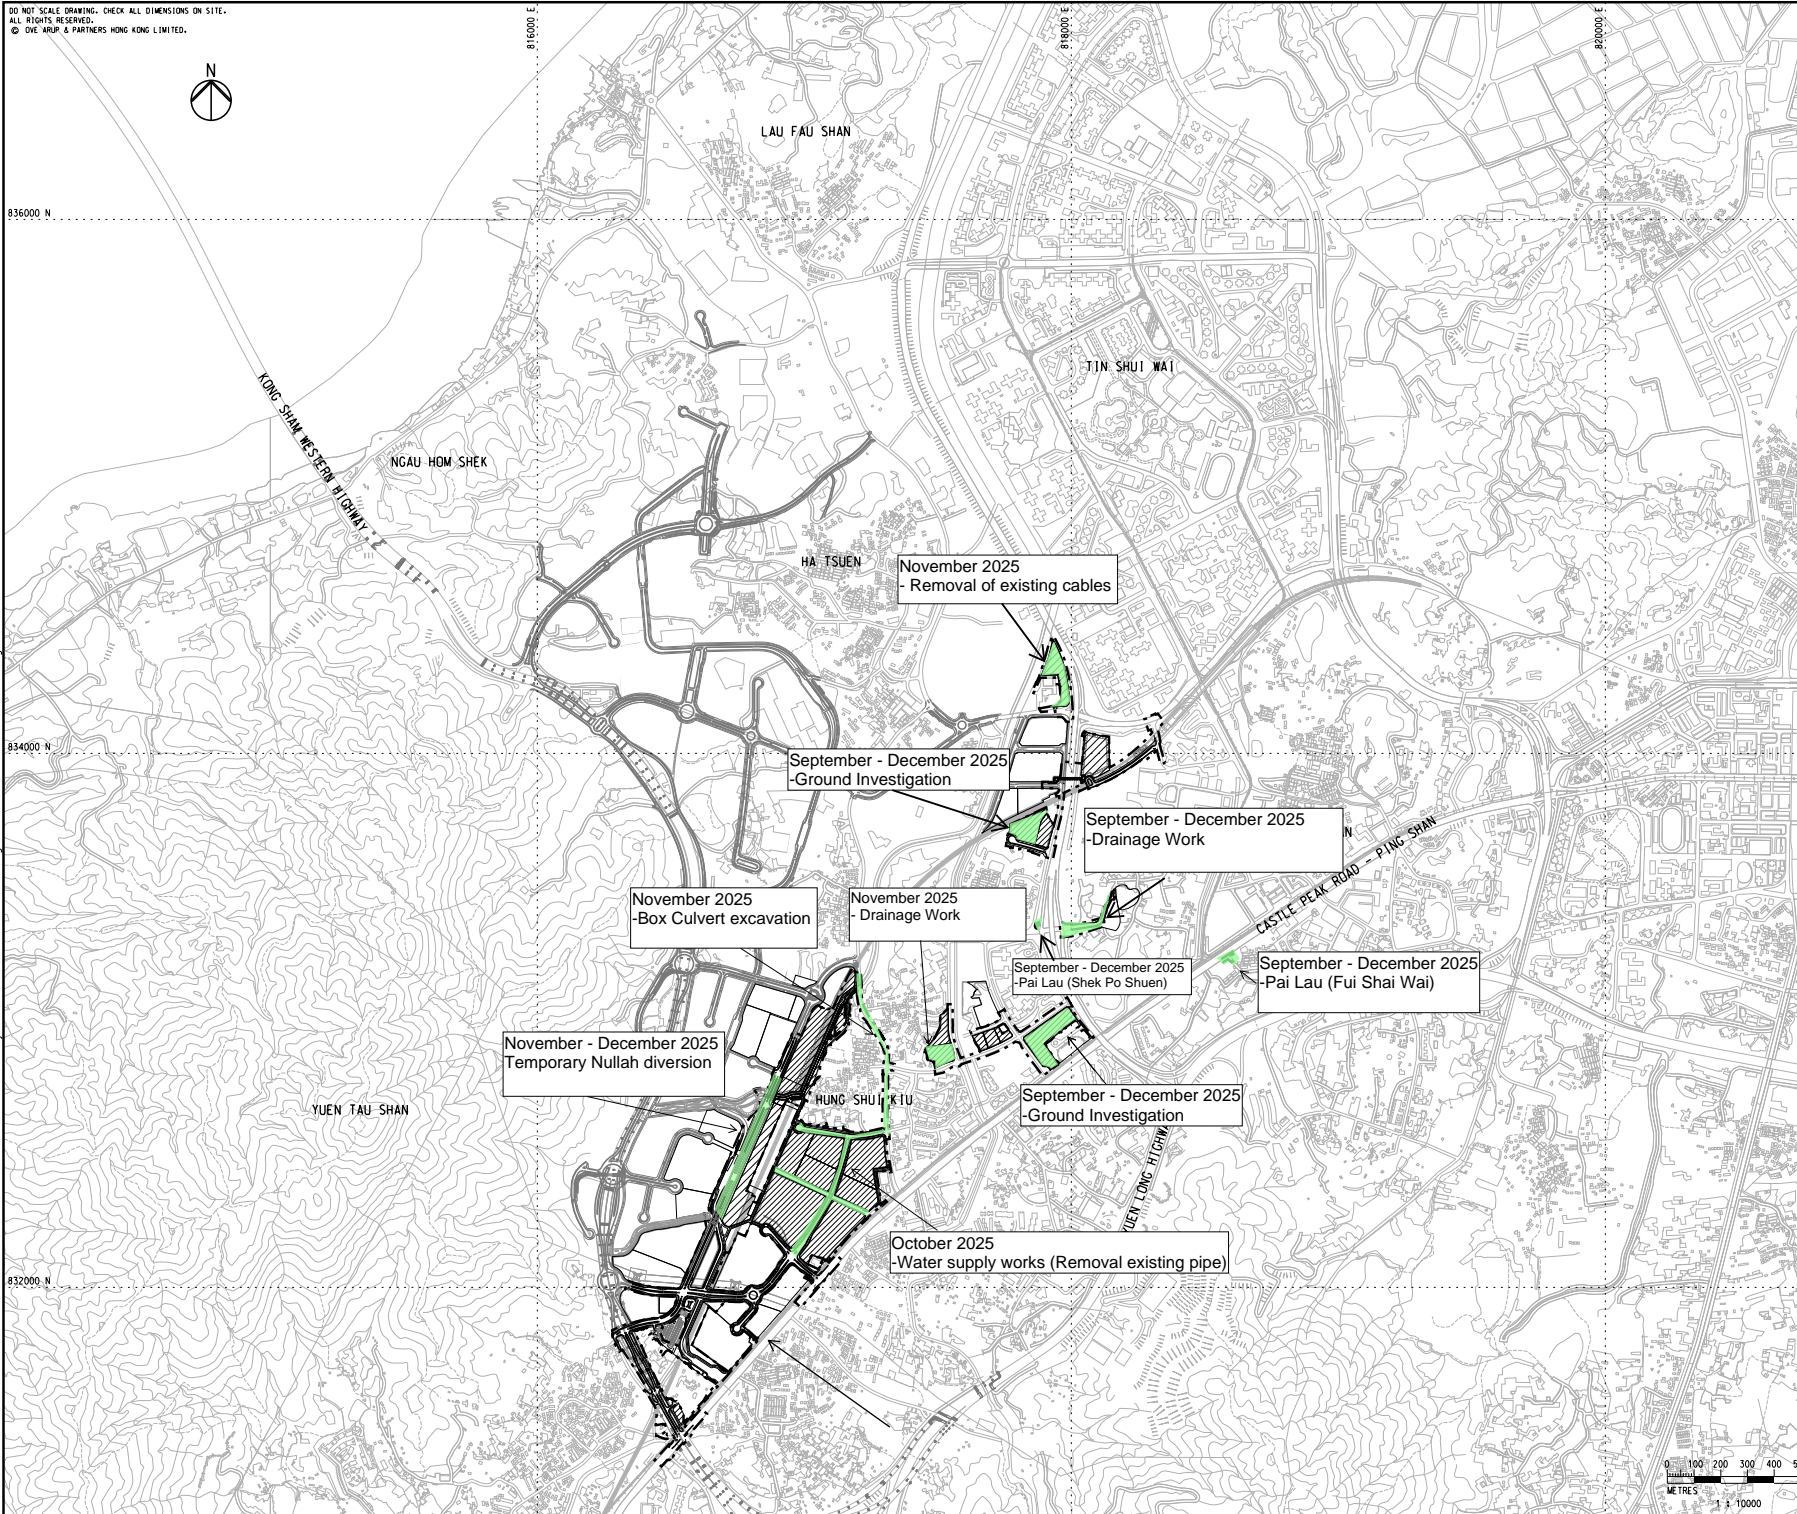 DO NOT SCALE DRAWING. CHECK ALL DIMENSIONS ON SITE.
ALL RIGHTS RESERVED.
© OVE ARUP & PARTNERS HONG KONG LIMITED.
816000 E
818000 E
820000 E
N
LAU FAU SHAN
836000 N
TIN SHUI WAI
KONG SHAM WESTERN HIGHWAY
NGAU HOM SHEK
HA TSUEN
November 2025
- Removal of existing cables
834000 N
September - December 2025
-Ground Investigation
September - December 2025
-Drainage Work
CASTLE PEAK ROAD - PING SHAN
November 2025
-Box Culvert excavation
November 2025
- Drainage Work
September - December 2025
-Pai Lau (Shek Po Shuen)
September - December 2025
-Pai Lau (Fui Shai Wai)
November - December 2025
Temporary Nullah diversion
YUEN TAU SHAN
HUNG SHUI KIU
September - December 2025
-Ground Investigation
YUEN LONG HIGHWA
October 2025
-Water supply works (Removal existing pipe)
832000 N
0 100 200 300 400
METRES
1 : 10000